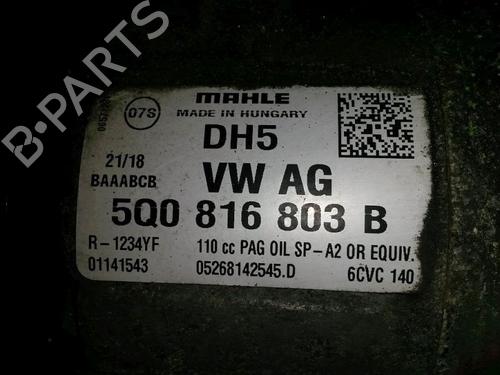 B-PARTS
07S
MAHLE
MADE IN HUNGARY
DH5
21/18
BAAABCB
VW AG
5Q0 816 803 B
R-1234YF
110 cc PAG OIL SP-A2 OR EQUIV.
01141543
05268142545.D
6CVC 140